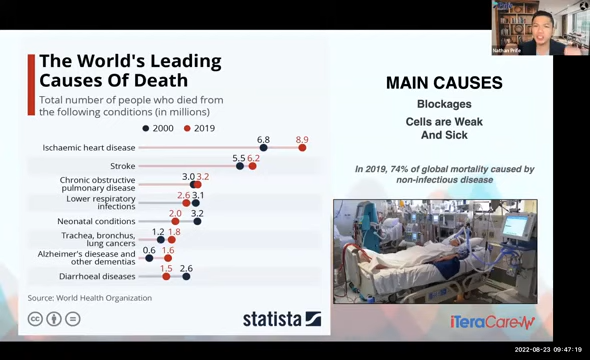 The World's Leading
Causes Of Death
Total number of people who died from
the following conditions (in millions)
2000 2019
Ischaemic heart disease 6.8 8.9
Stroke 5.5 6.2
Chronic obstructive
pulmonary disease 3.0 3.2
Lower respiratory
infections 2.6 3.1
Neonatal conditions 2.0 3.2
Trachea, bronchus,
lung cancers 1.2 1.8
Alzheimer's disease and
other dementias 0.6 1.6
Diarrhoeal diseases 1.5 2.6
Source: World Health Organization
cc
statista
MAIN CAUSES
Blockages
Cells are Weak
And Sick
In 2019, 74% of global mortality caused by
non-infectious disease
iTeraCare
Nathan Prife
2022-08-23 09:47:19